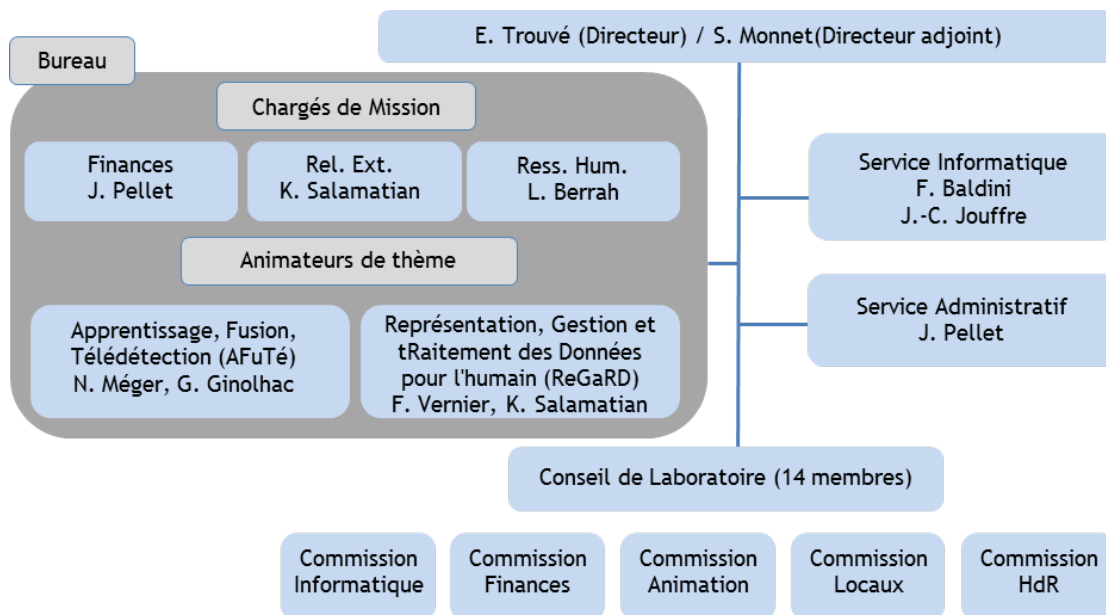 E. Trouvé (Directeur) / S. Monnet(Directeur adjoint)
Bureau
Chargés de Mission
Finances
J. Pellet
Rel. Ext.
K. Salamatian
Ress. Hum.
L. Berrah
Animateurs de thème
Apprentissage, Fusion,
Télédétection (AFuTé)
N. Méger, G. Ginolhac
Représentation, Gestion et
tRaitement des Données
pour l'humain (ReGaRD)
F. Vernier, K. Salamatian
Service Informatique
F. Baldini
J.-C. Jouffre
Service Administratif
J. Pellet
Conseil de Laboratoire (14 membres)
Commission
Informatique
Commission
Finances
Commission
Animation
Commission
Locaux
Commission
HdR